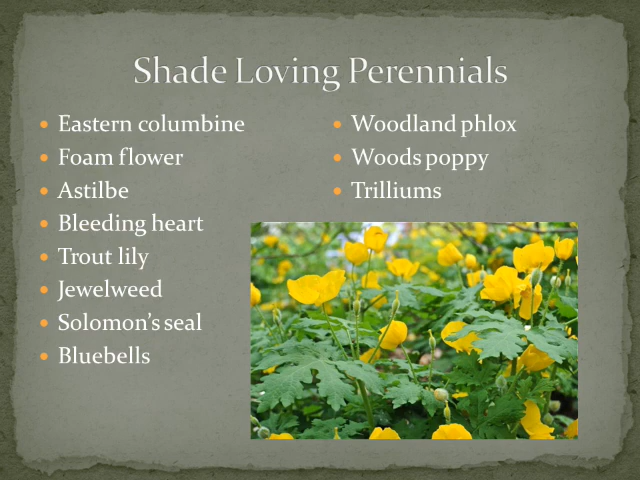 Shade Loving Perennials
Eastern columbine
Foam flower
Astilbe
Bleeding heart
Trout lily
Jewelweed
Solomon's seal
Bluebells
Woodland phlox
Woods poppy
Trilliums